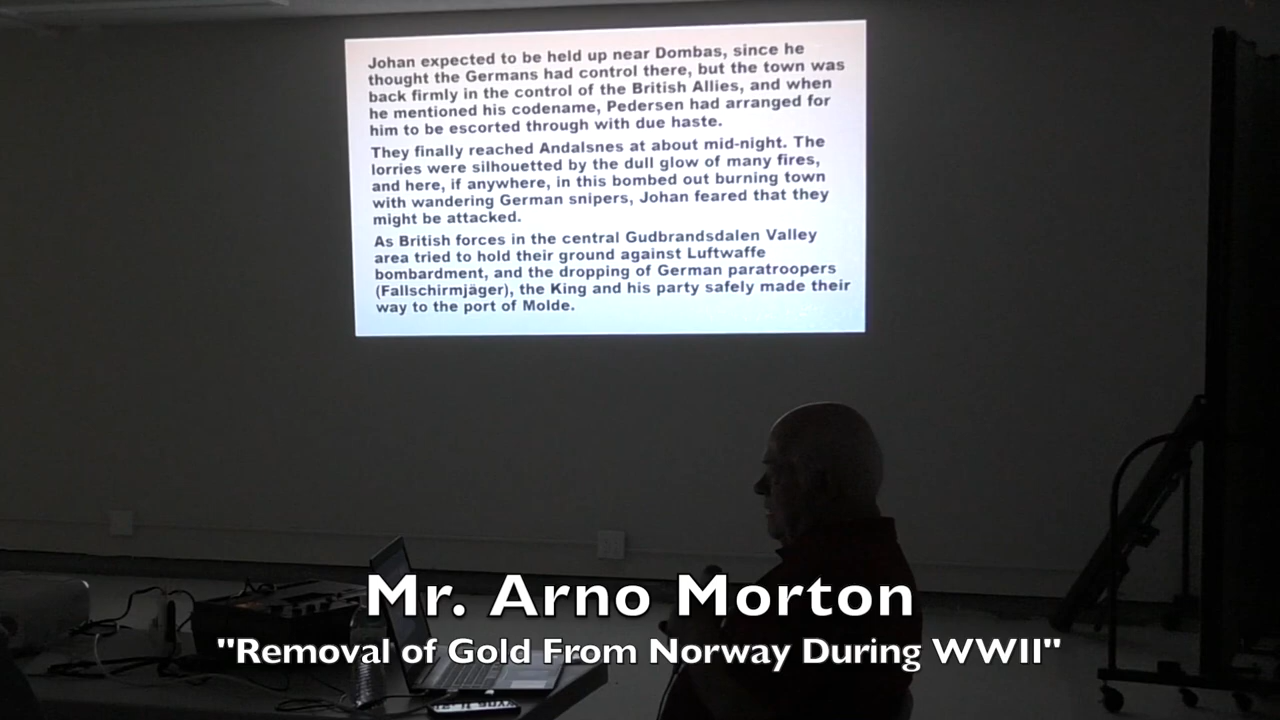 Johan expected to be held up near Dombas, since he
thought the Germans had control there, but the town was
back firmly in the control of the British Allies, and when
he mentioned his codename, Pedersen had arranged for
him to be escorted through with due haste.
They finally reached Andalsnes at about mid-night. The
lorries were silhouetted by the dull glow of many fires,
and here, if anywhere, in this bombed out burning town
with wandering German snipers, Johan feared that they
might be attacked.
As British forces in the central Gudbrandsdalen Valley
area tried to hold their ground against Luftwaffe
bombardment, and the dropping of German paratroopers
(Fallschirmjäger), the King and his party safely made their
way to the port of Molde.
Mr. Arno Morton
"Removal of Gold From Norway During WWII"